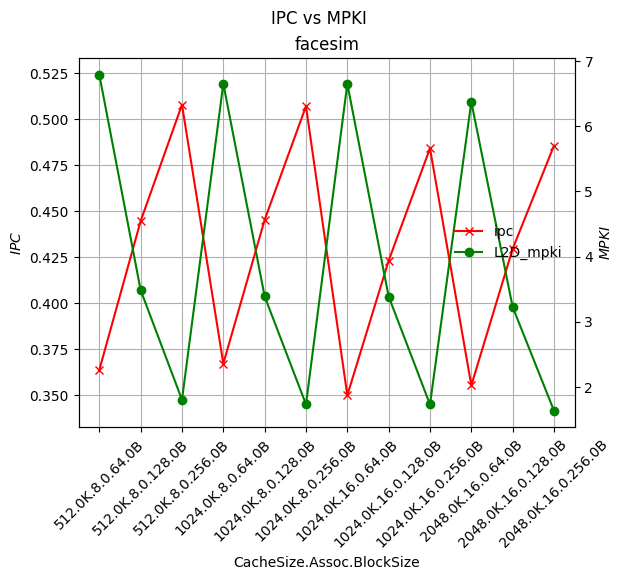 IPC vs MPKI
facesim
0.525
0.500
0.475
0.450
0.425
0.400
0.375
0.350
IPC
7
6
5
4
3
2
MPKI
ipc
L2D_mpki
512.0K.8.0.64.0B
512.0K.8.0.128.0B
512.0K.8.0.256.0B
1024.0K.8.0.64.0B
1024.0K.8.0.128.0B
1024.0K.8.0.256.0B
1024.0K.16.0.64.0B
1024.0K.16.0.128.0B
1024.0K.16.0.256.0B
2048.0K.16.0.64.0B
2048.0K.16.0.128.0B
2048.0K.16.0.256.0B
CacheSize.Assoc.BlockSize